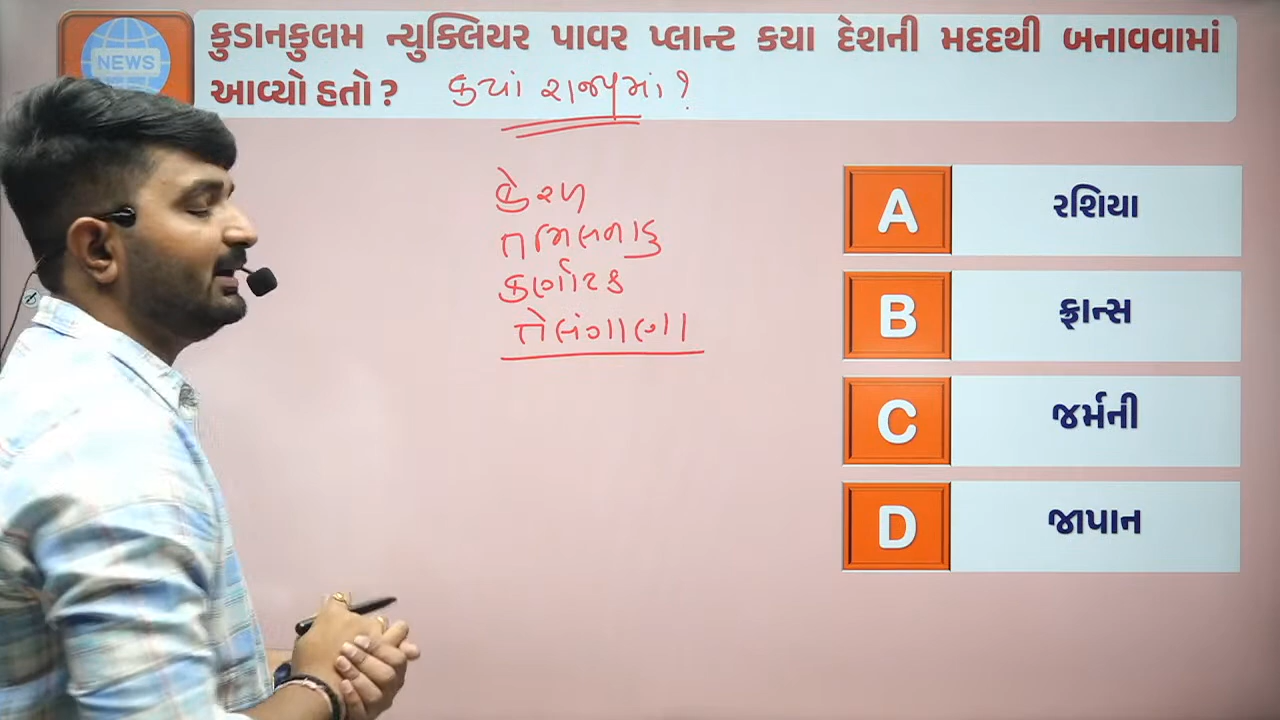 NEWS
કુડાનકુલમ ન્યુક્લિયર પાવર પ્લાન્ટ કયા દેશની મદદથી બનાવવામાં
આવ્યો હતો ? કયાં રાજ્યમાં ?
કેરળ
તમિલનાડુ
કર્ણાટક
તેલંગાણા
A રશિયા
B ફ્રાન્સ
C જર્મની
D જાપાન